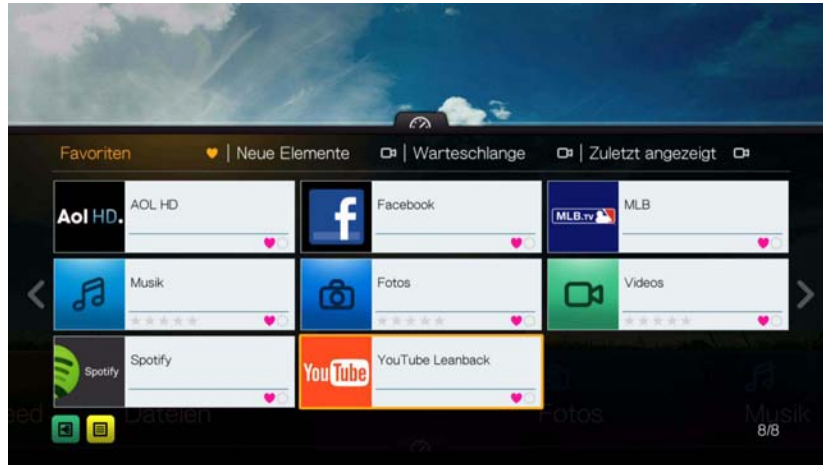 Favoriten | Neue Elemente | Warteschlange | Zuletzt angezeigt
Aol HD. AOL HD
f Facebook
MLB.TV MLB
Musik
Fotos
Videos
Spotify Spotify
YouTube YouTube Leanback
eed Dateien Fotos Musik
8/8